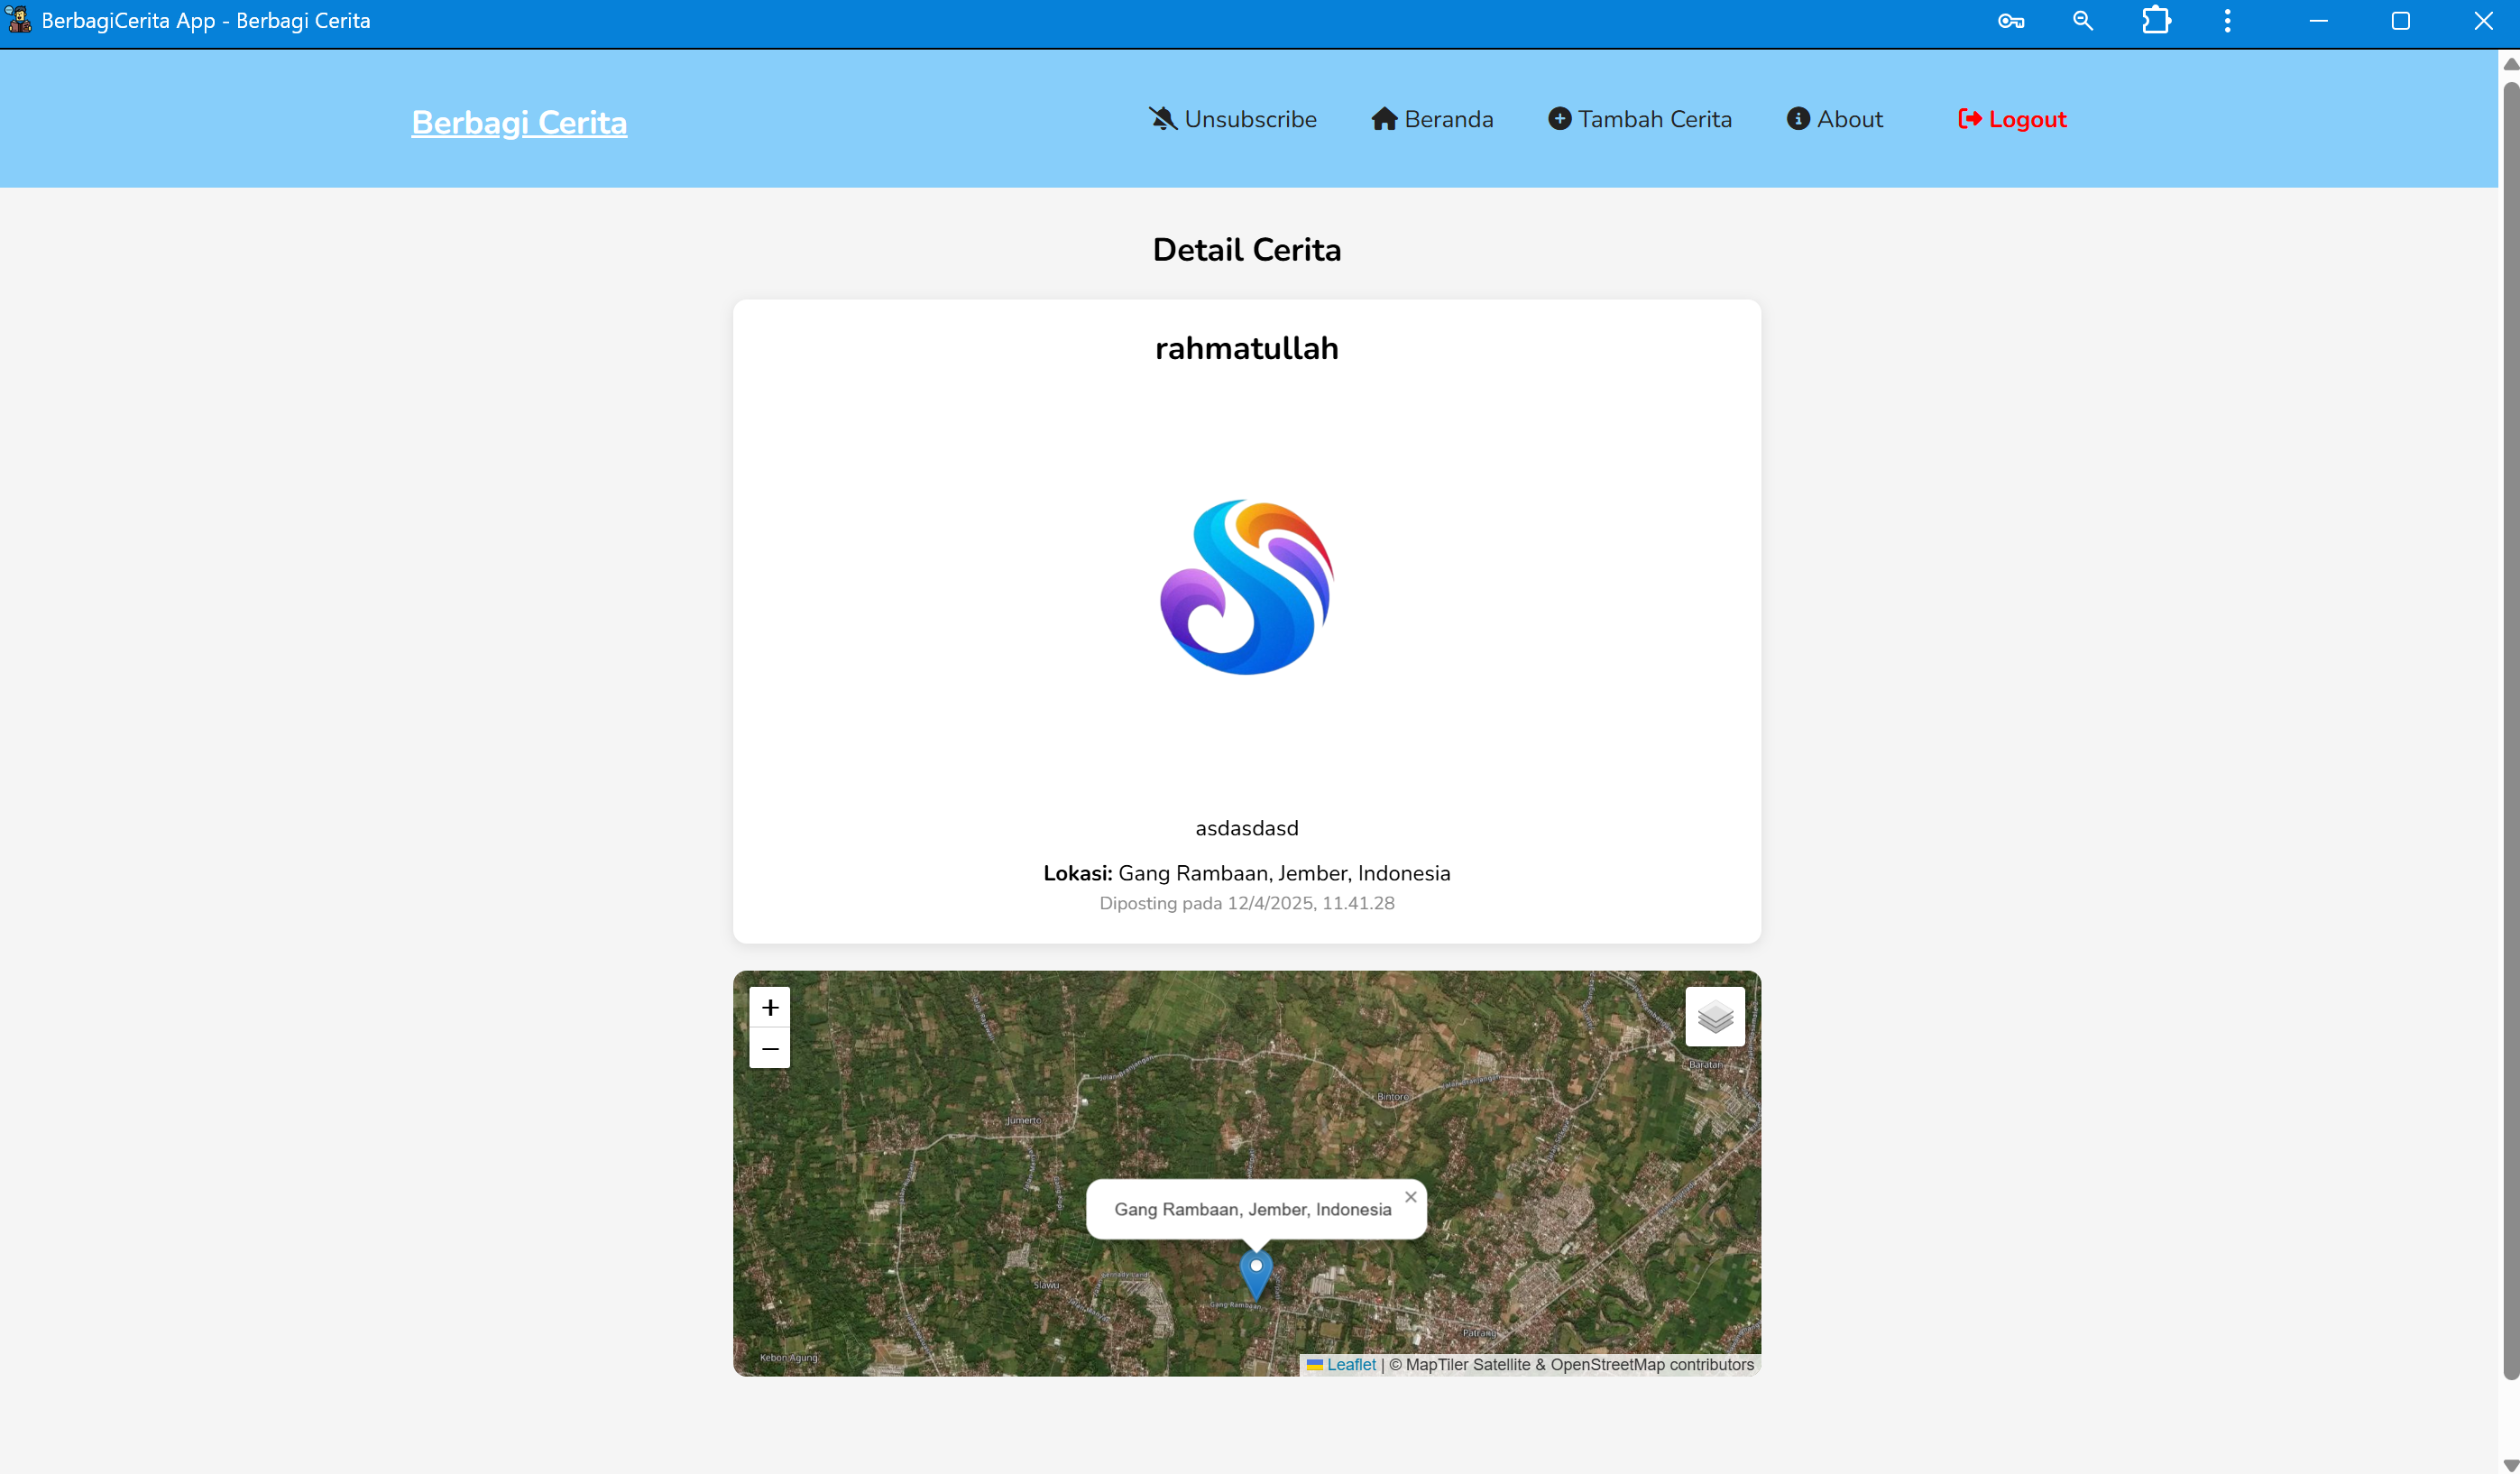 BerbagiCerita App - Berbagi Cerita
Berbagi Cerita
Unsubscribe
Beranda
Tambah Cerita
About
Logout
Detail Cerita
rahmatullah
asdasdasd
Lokasi: Gang Rambaan, Jember, Indonesia
Diposting pada 12/4/2025, 11.41.28
+
−
Baratan
Bintoro
Jumerto
Gang Rambaan, Jember, Indonesia
×
Slawu
Gang Rambaan
Patrang
Kebon Agung
Leaflet | © MapTiler Satellite & OpenStreetMap contributors